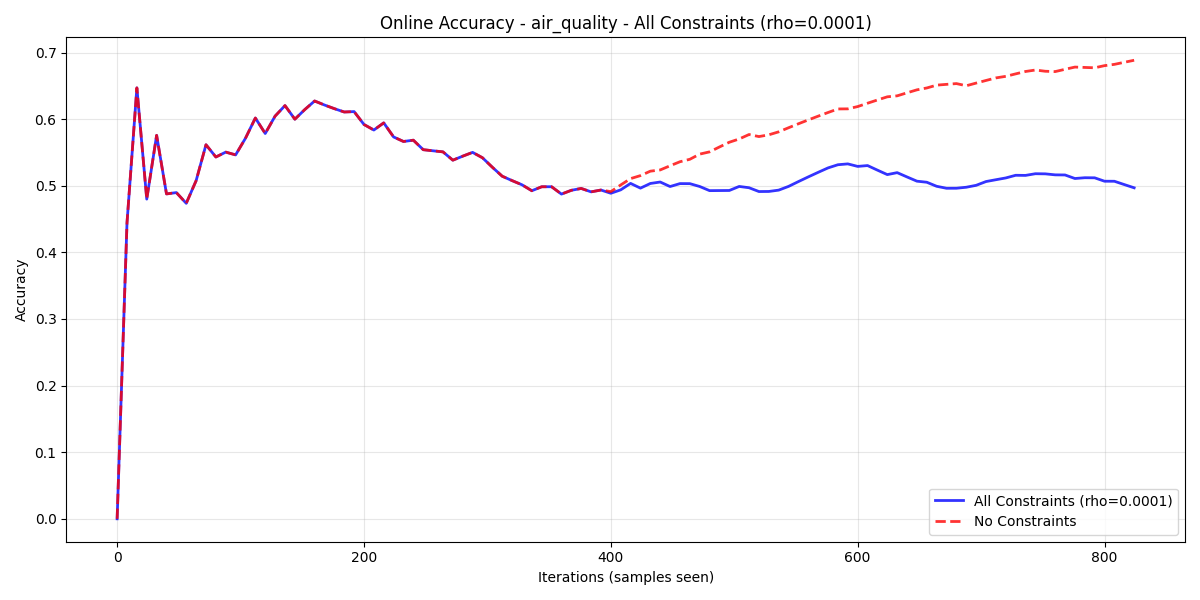 Online Accuracy - air_quality - All Constraints (rho=0.0001)
0.7
0.6
0.5
0.4
0.3
0.2
0.1
0.0
Accuracy
0 200 400 600 800
Iterations (samples seen)
All Constraints (rho=0.0001)
No Constraints